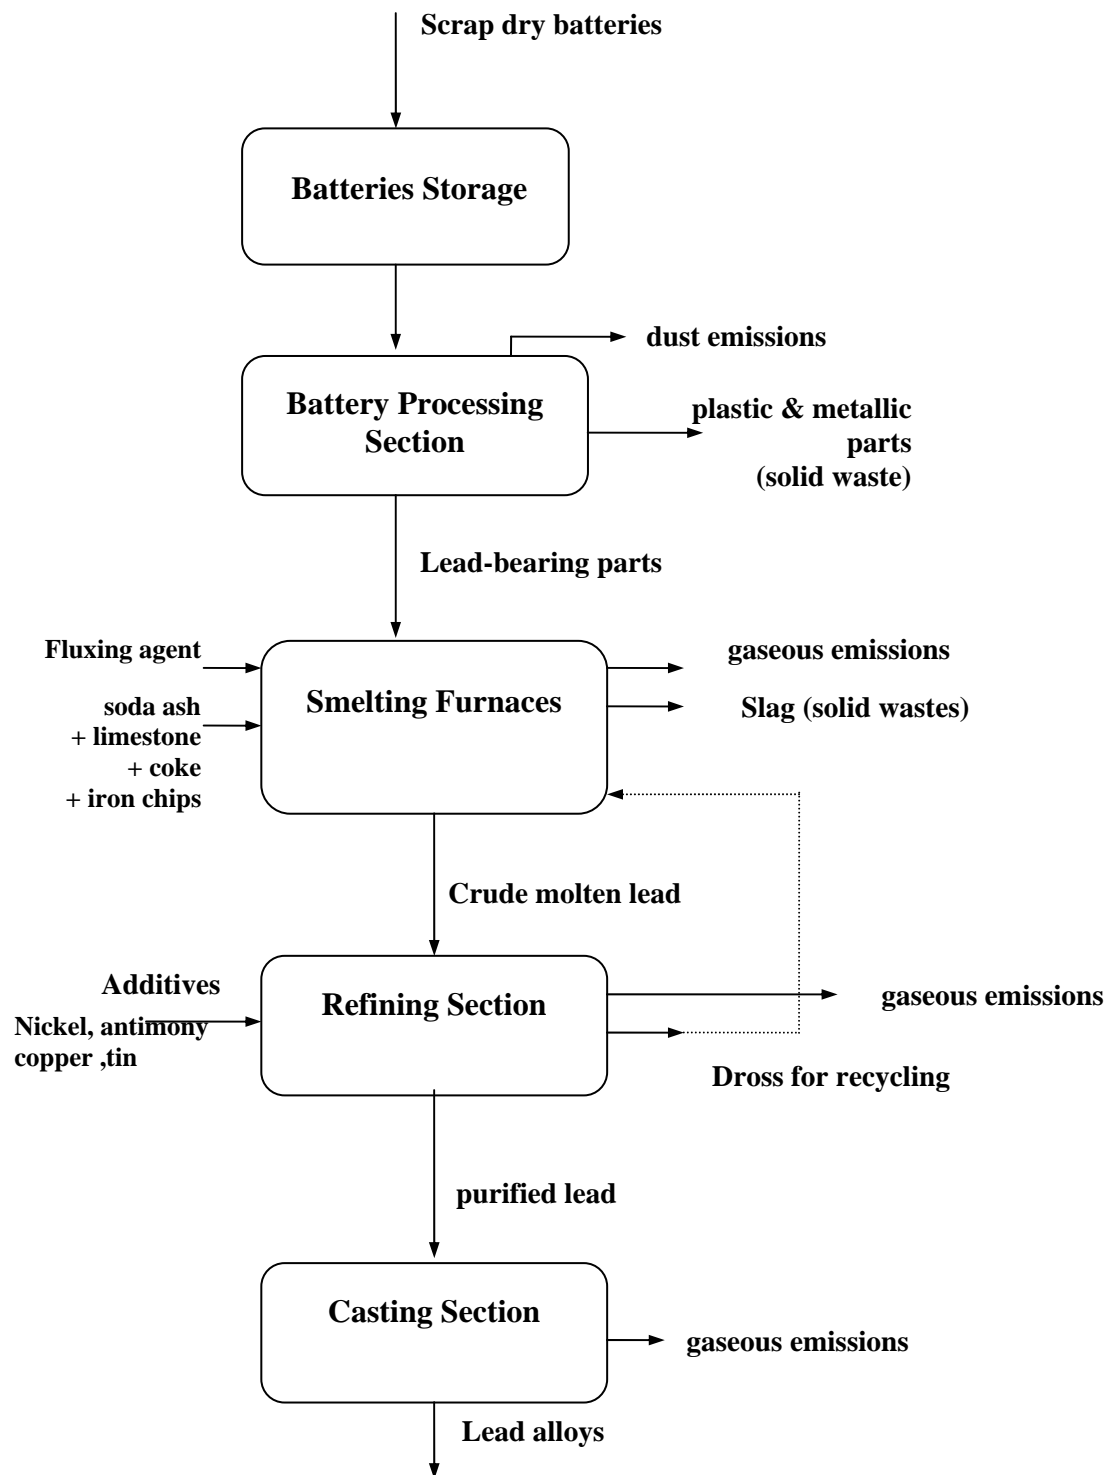 Scrap dry batteries
Batteries Storage
dust emissions
Battery Processing
Section
plastic & metallic
parts
(solid waste)
Lead-bearing parts
Fluxing agent
soda ash
+ limestone
+ coke
+ iron chips
Smelting Furnaces
gaseous emissions
Slag (solid wastes)
Crude molten lead
Additives
Nickel, antimony
copper ,tin
Refining Section
gaseous emissions
Dross for recycling
purified lead
Casting Section
gaseous emissions
Lead alloys